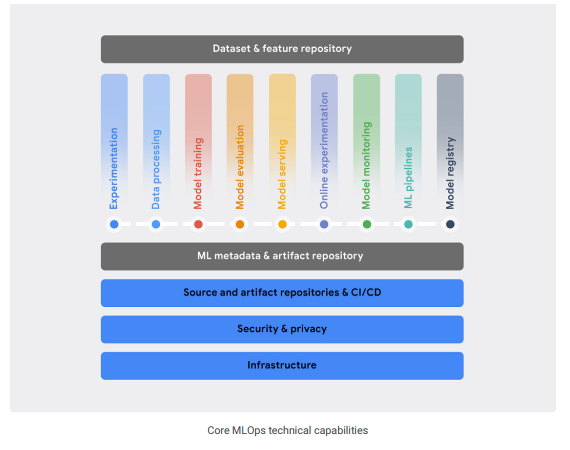 Dataset & feature repository
Experimentation
Data processing
Model training
Model evaluation
Model serving
Online experimentation
Model monitoring
ML pipelines
Model registry
ML metadata & artifact repository
Source and artifact repositories & CI/CD
Security & privacy
Infrastructure
Core MLOps technical capabilities